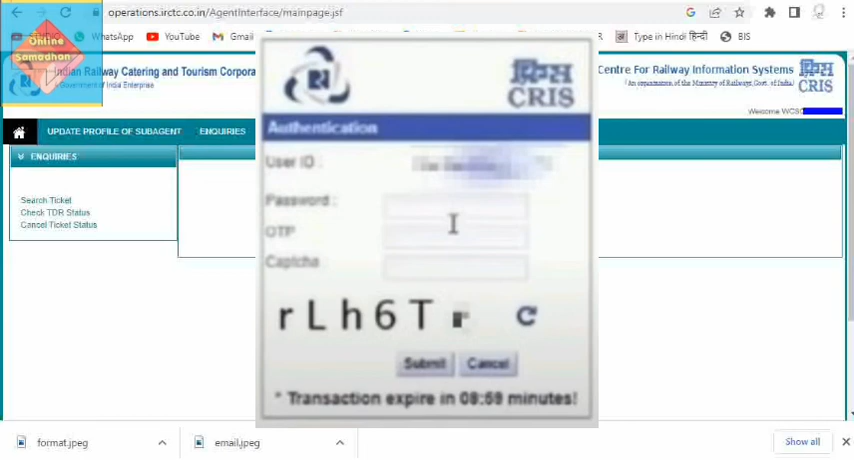 operations.irctc.co.in/AgentInterface/mainpage.jsf
WhatsApp
YouTube
Gmail
R
Type in Hindi हिन्दी
BIS
Online
Samadhan
Indian Railway Catering and Tourism Corpora
Government of India Enterprise
Centre For Railway Information Systems
(An organization of the Ministry of Railways, Govt. of India)
क्रिस
CRIS
Welcome WCSC
UPDATE PROFILE OF SUBAGENT
ENQUIRIES
ENQUIRIES
Search Ticket
Check TDR Status
Cancel Ticket Status
क्रिस
CRIS
Authentication
User ID :
Password :
OTP
Captcha
rLh6T
Submit
Cancel
* Transaction expire in 08:59 minutes!
format.jpeg
email.jpeg
Show all